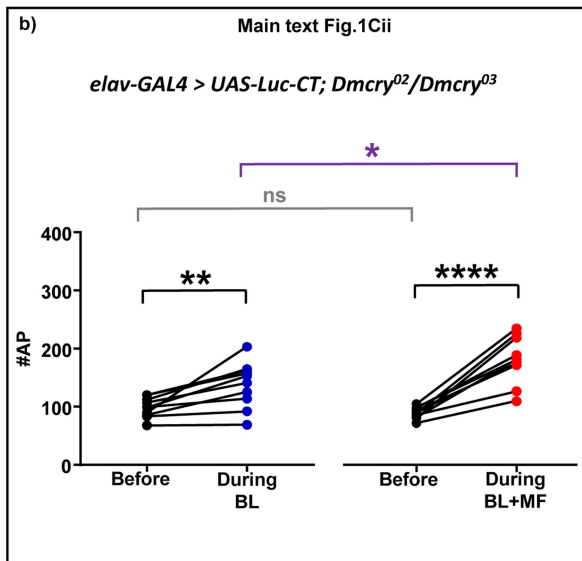 b) Main text Fig.1Cii
elav-GAL4 > UAS-Luc-CT; Dmcry⁰²/Dmcry⁰³
*
ns
** ****
400
300
200
100
0
#AP
Before During BL Before During BL+MF